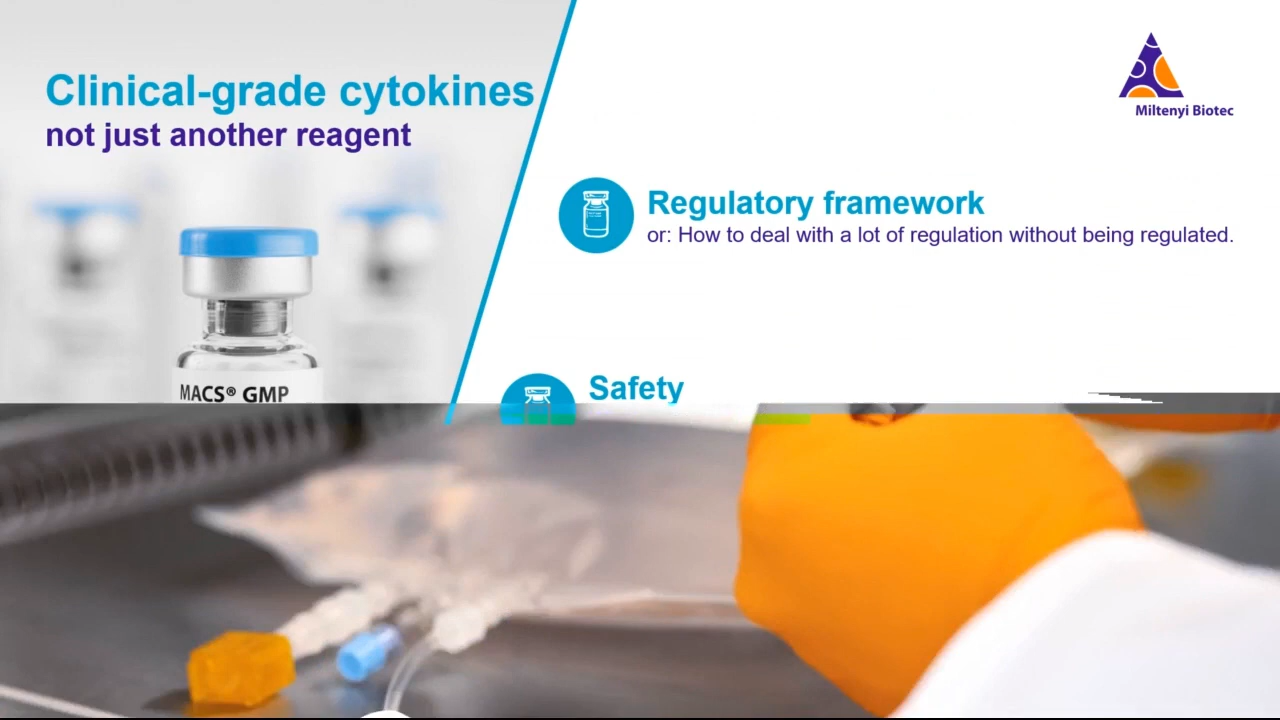 Clinical-grade cytokines
not just another reagent
Miltenyi Biotec
Regulatory framework
or: How to deal with a lot of regulation without being regulated.
Safety
MACS® GMP